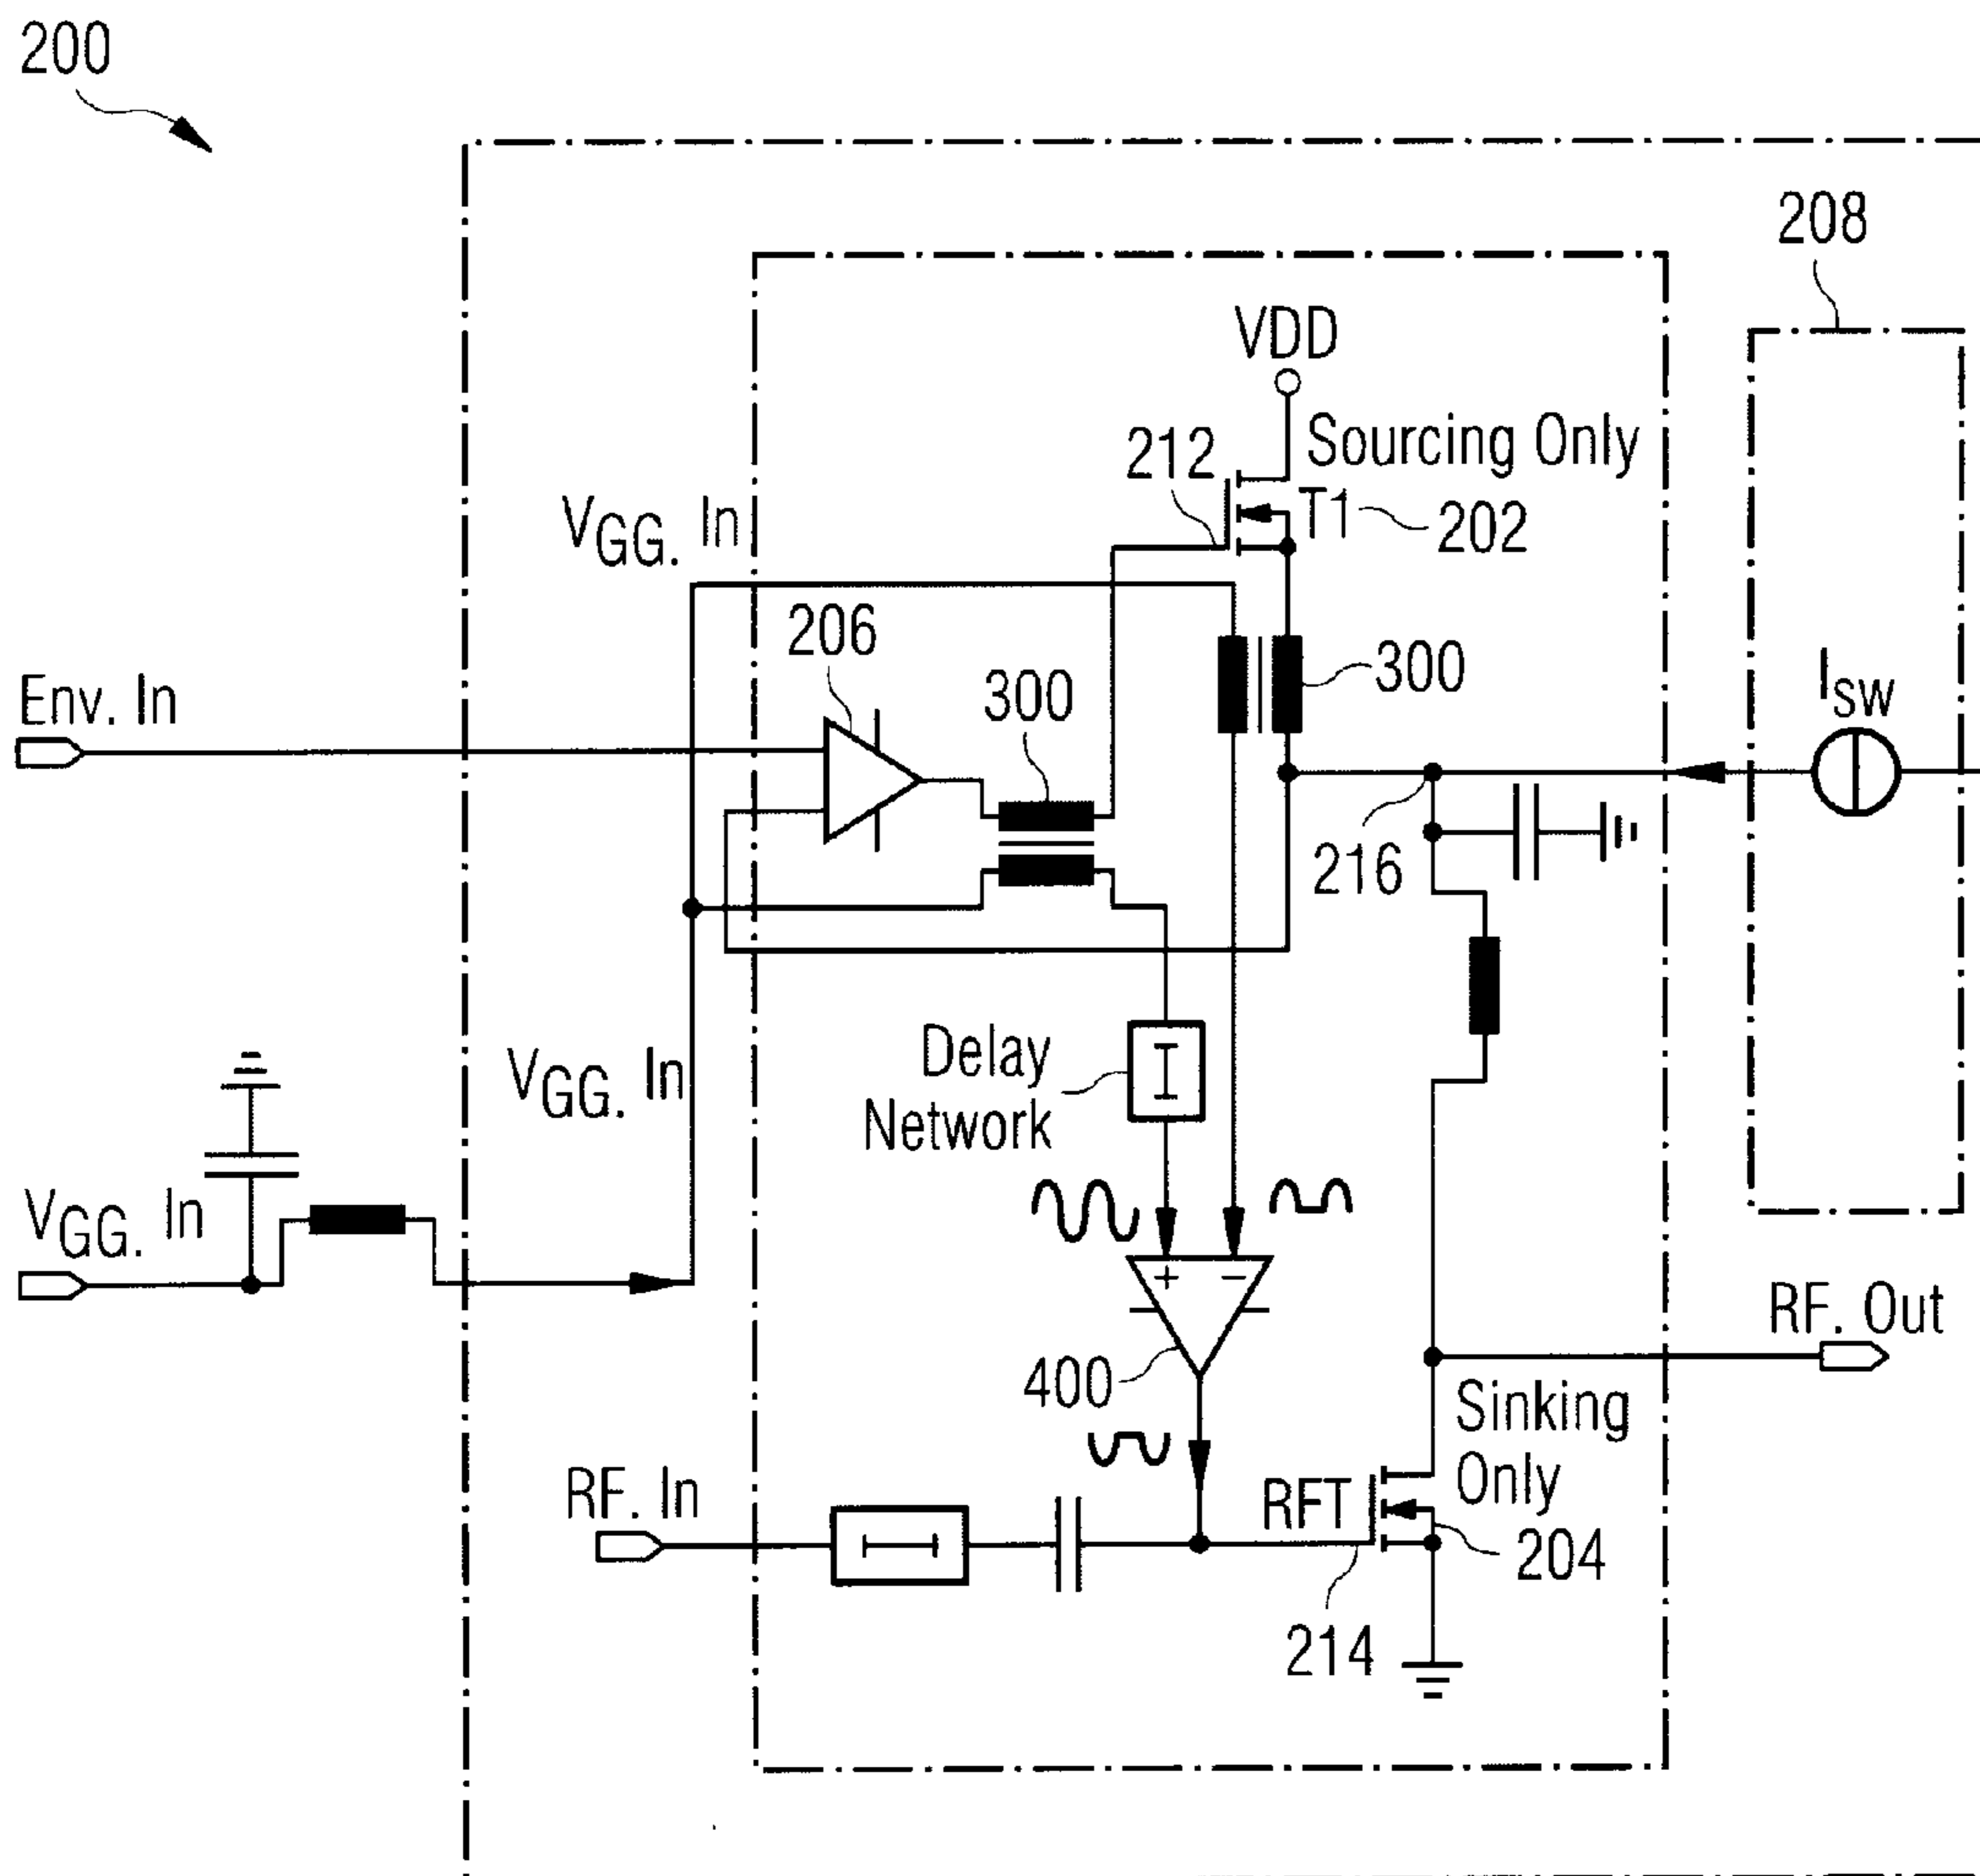 200
208
VDD
212
Sourcing Only
T1
202
VGG. In
206
300
300
Env. In
ISW
216
Delay
Network
VGG. In
VGG. In
+ −
400
RF. Out
Sinking
Only
RF. In
RFT
204
214